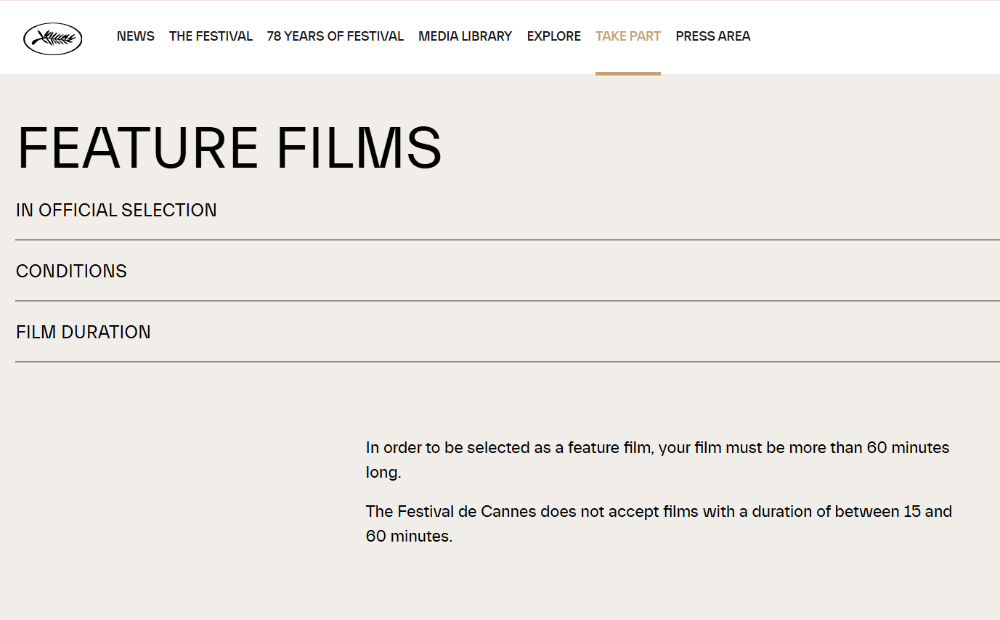 NEWS THE FESTIVAL 78 YEARS OF FESTIVAL MEDIA LIBRARY EXPLORE TAKE PART PRESS AREA
FEATURE FILMS
IN OFFICIAL SELECTION
CONDITIONS
FILM DURATION
In order to be selected as a feature film, your film must be more than 60 minutes
long.
The Festival de Cannes does not accept films with a duration of between 15 and
60 minutes.